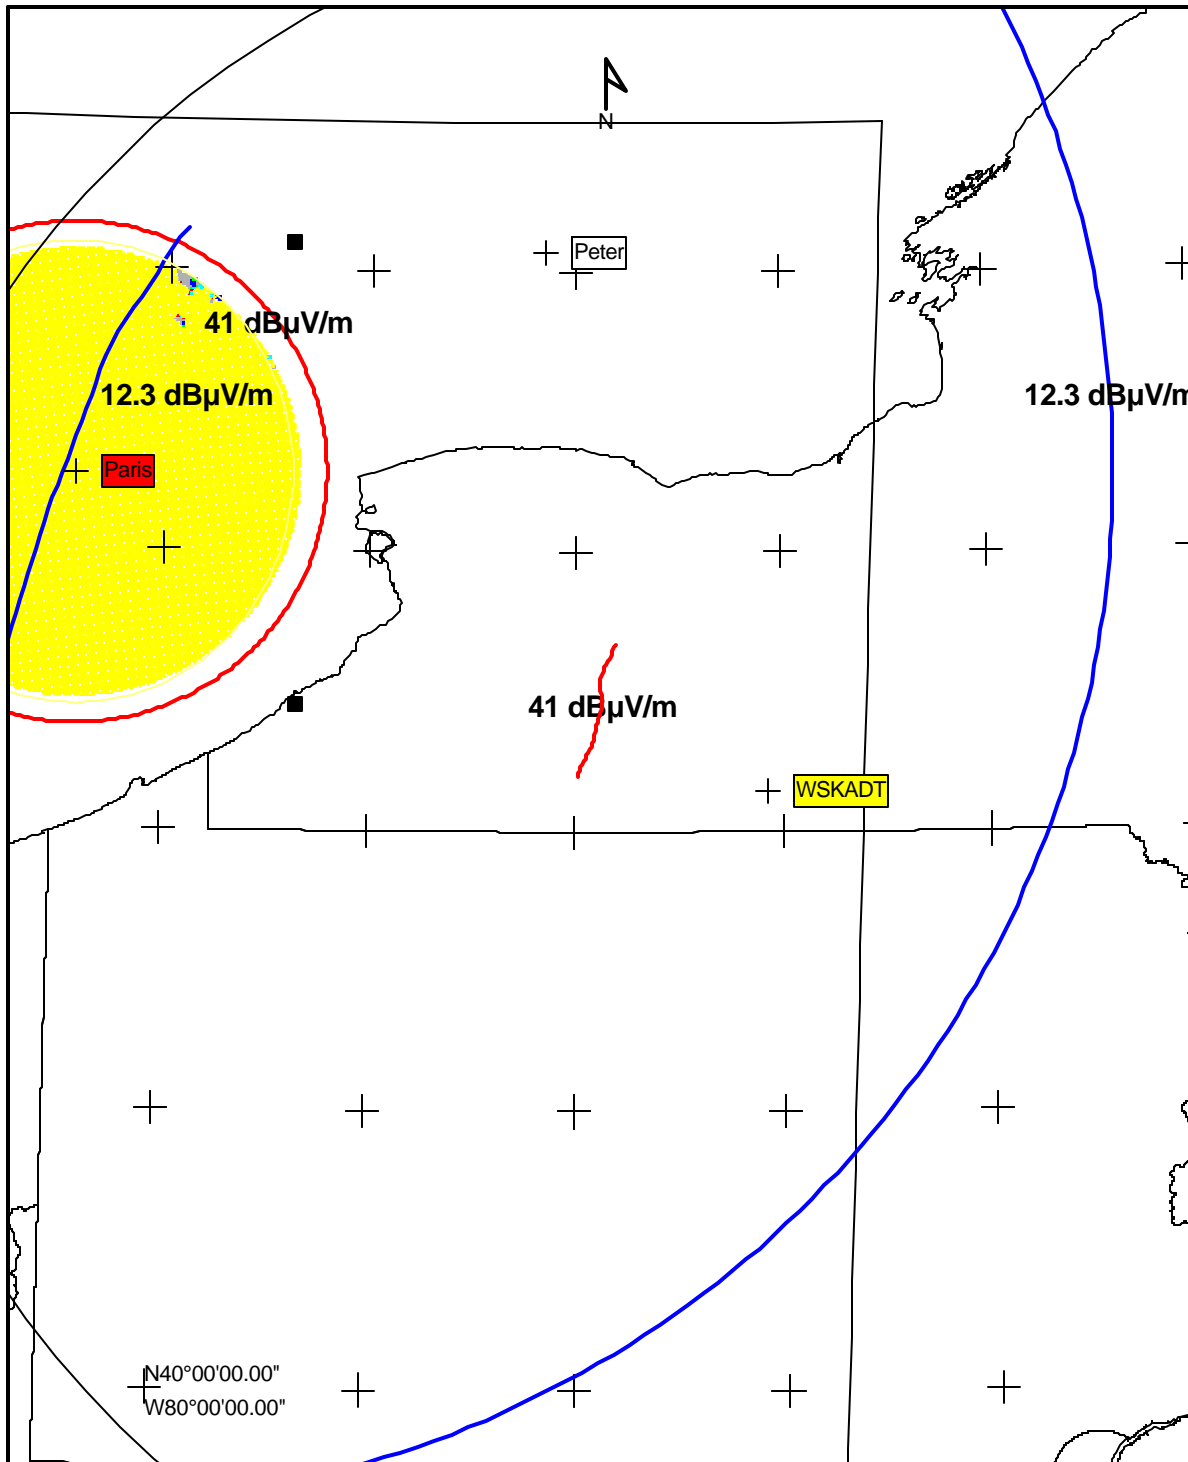 N
Peter
41 dBµV/m
12.3 dBµV/m
12.3 dBµV/m
Paris
41 dBµV/m
WSKADT
N40°00'00.00"
W80°00'00.00"